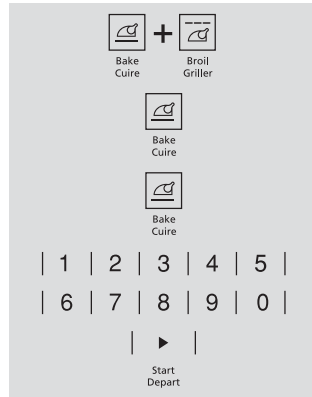 Bake + Broil
Cuire Griller
Bake
Cuire
Bake
Cuire
1 2 3 4 5
6 7 8 9 0
Start
Depart